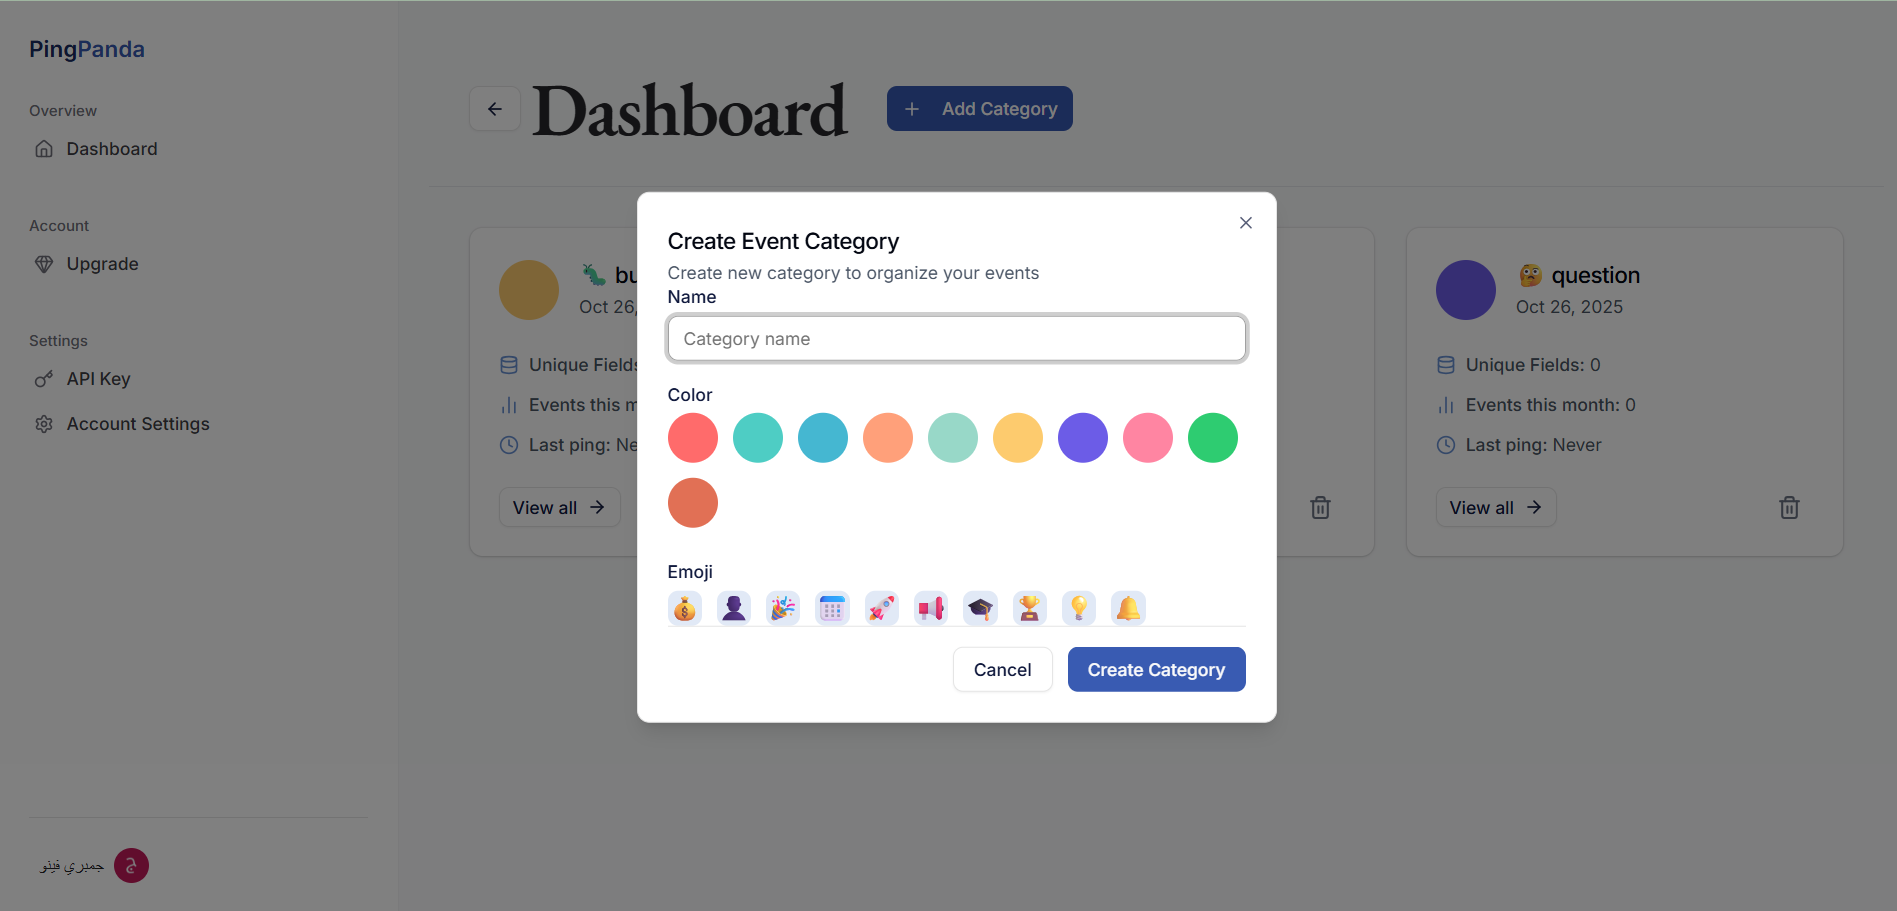 PingPanda
Overview
Dashboard
Account
Upgrade
Settings
API Key
Account Settings
جمبري فينو
ج
Dashboard
Add Category
Oct 26,
Unique Fields
Events this m
Last ping: Ne
View all
question
Oct 26, 2025
Unique Fields: 0
Events this month: 0
Last ping: Never
View all
Create Event Category
Create new category to organize your events
Name
Category name
Color
Emoji
Cancel
Create Category